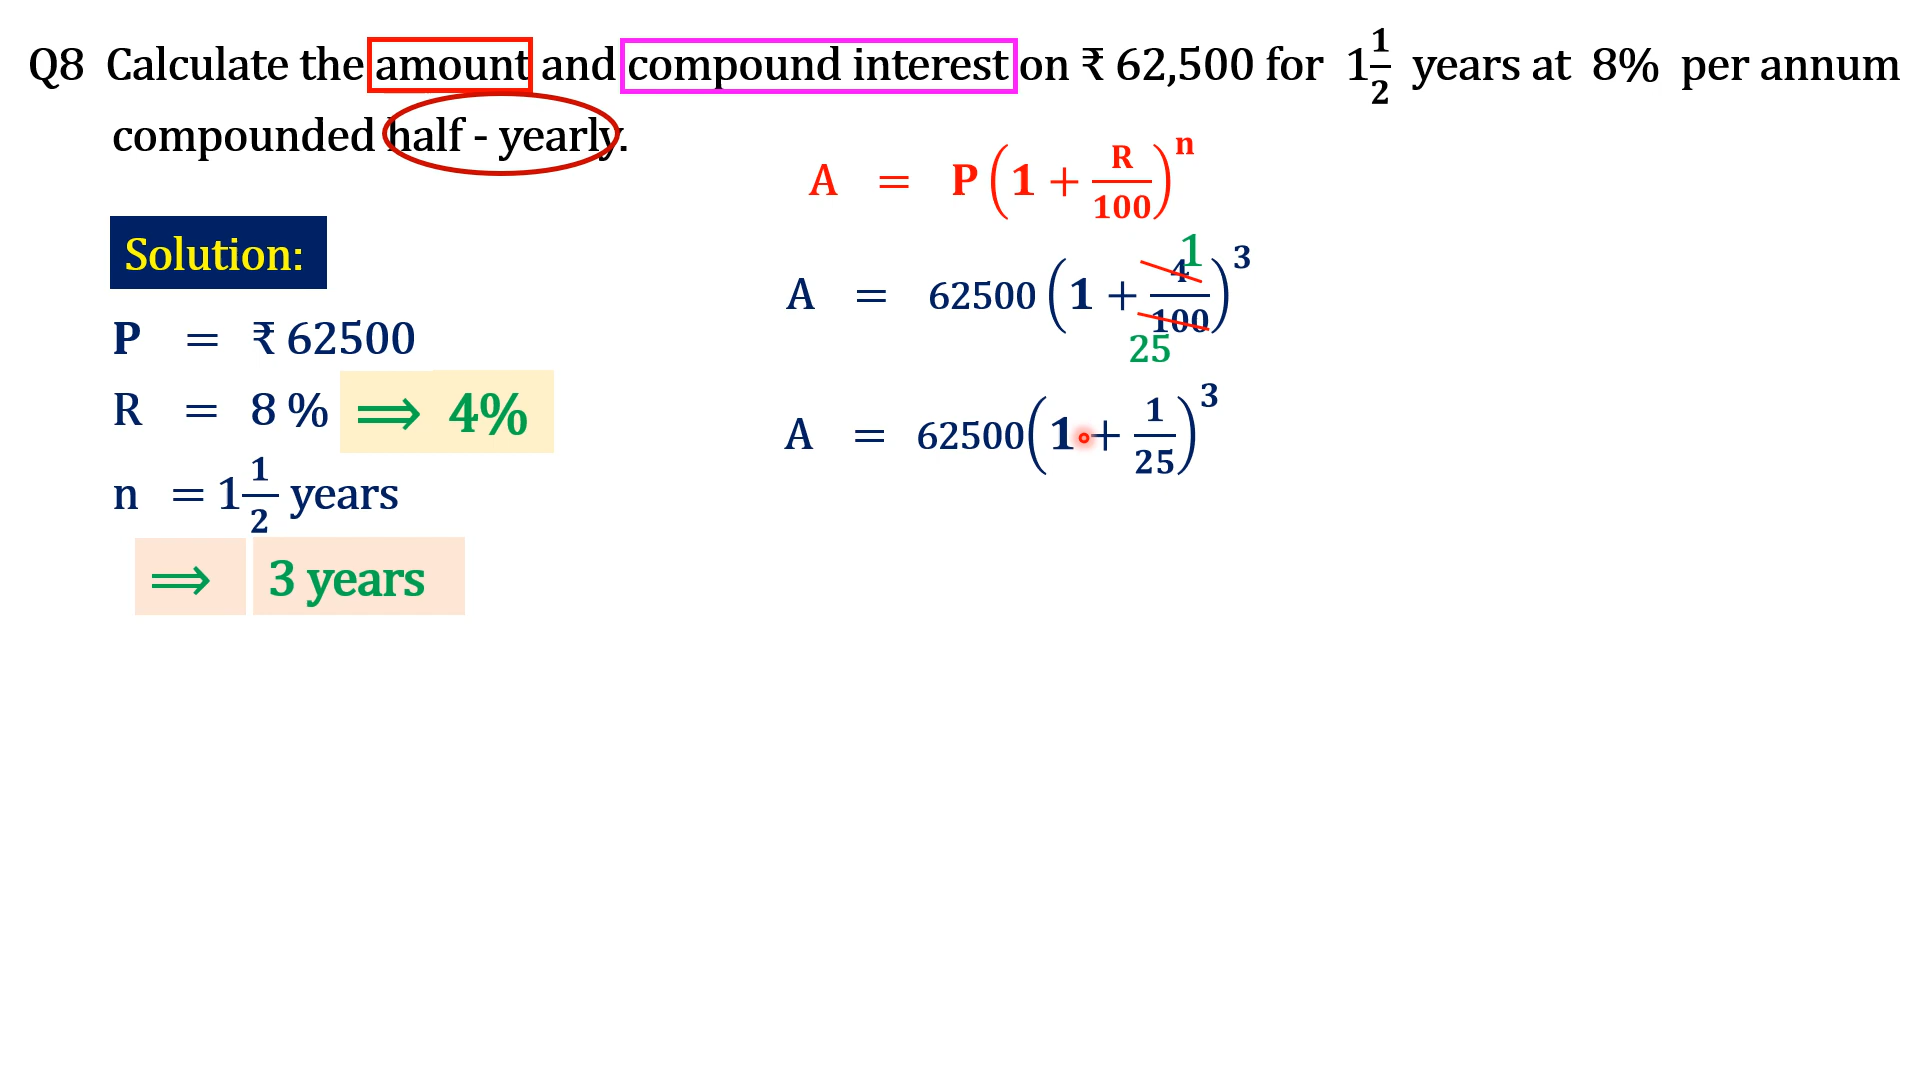 Q8 Calculate the amount and compound interest on ₹ 62,500 for 1 1/2 years at 8% per annum
compounded half - yearly.
Solution:
P = ₹ 62500
R = 8 % ⟹ 4%
n = 1 1/2 years
⟹ 3 years
A = P(1 + R/100)^n
A = 62500 (1 + 4/100)^3
1
25
A = 62500(1 + 1/25)^3